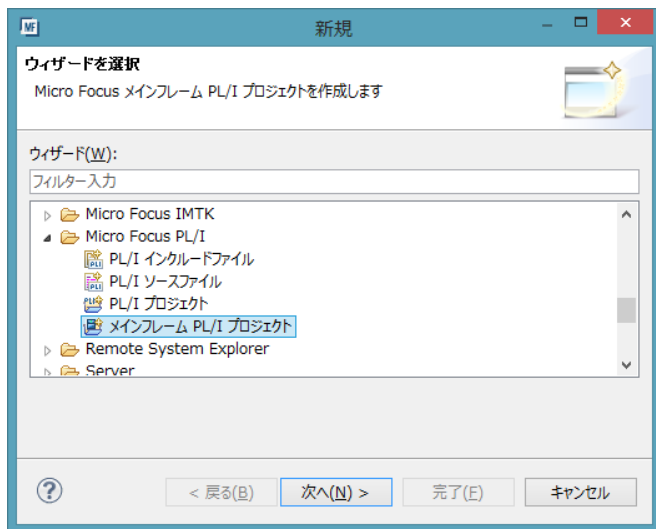 MF
新規
ウィザードを選択
Micro Focus メインフレーム PL/I プロジェクトを作成します
ウィザード(W):
フィルター入力
Micro Focus IMTK
Micro Focus PL/I
PL/I インクルードファイル
PL/I ソースファイル
PL/I プロジェクト
メインフレーム PL/I プロジェクト
Remote System Explorer
Server
?
< 戻る(B)
次へ(N) >
完了(F)
キャンセル